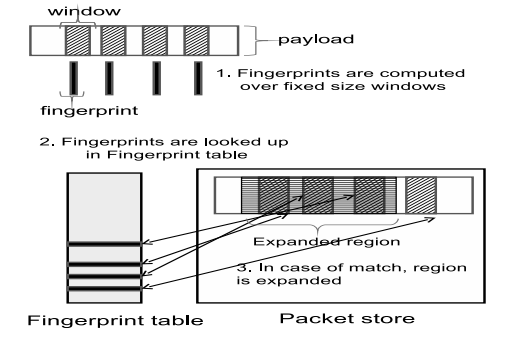 window
payload
1. Fingerprints are computed
over fixed size windows
fingerprint
2. Fingerprints are looked up
in Fingerprint table
Expanded region
3. In case of match, region
is expanded
Fingerprint table
Packet store